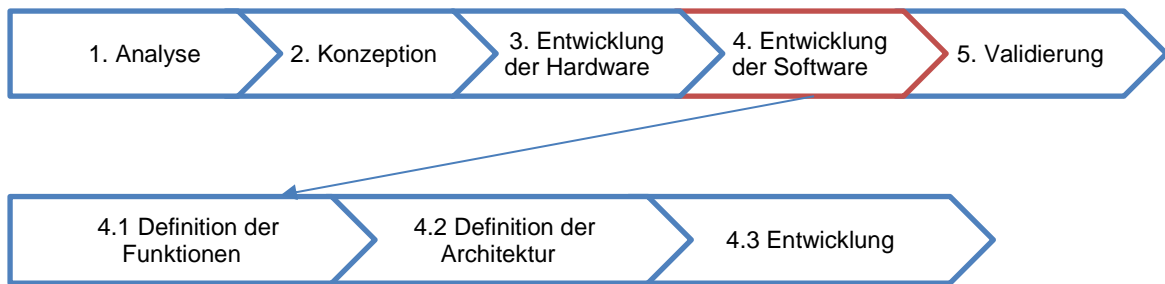 1. Analyse
2. Konzeption
3. Entwicklung
der Hardware
4. Entwicklung
der Software
5. Validierung
4.1 Definition der
Funktionen
4.2 Definition der
Architektur
4.3 Entwicklung